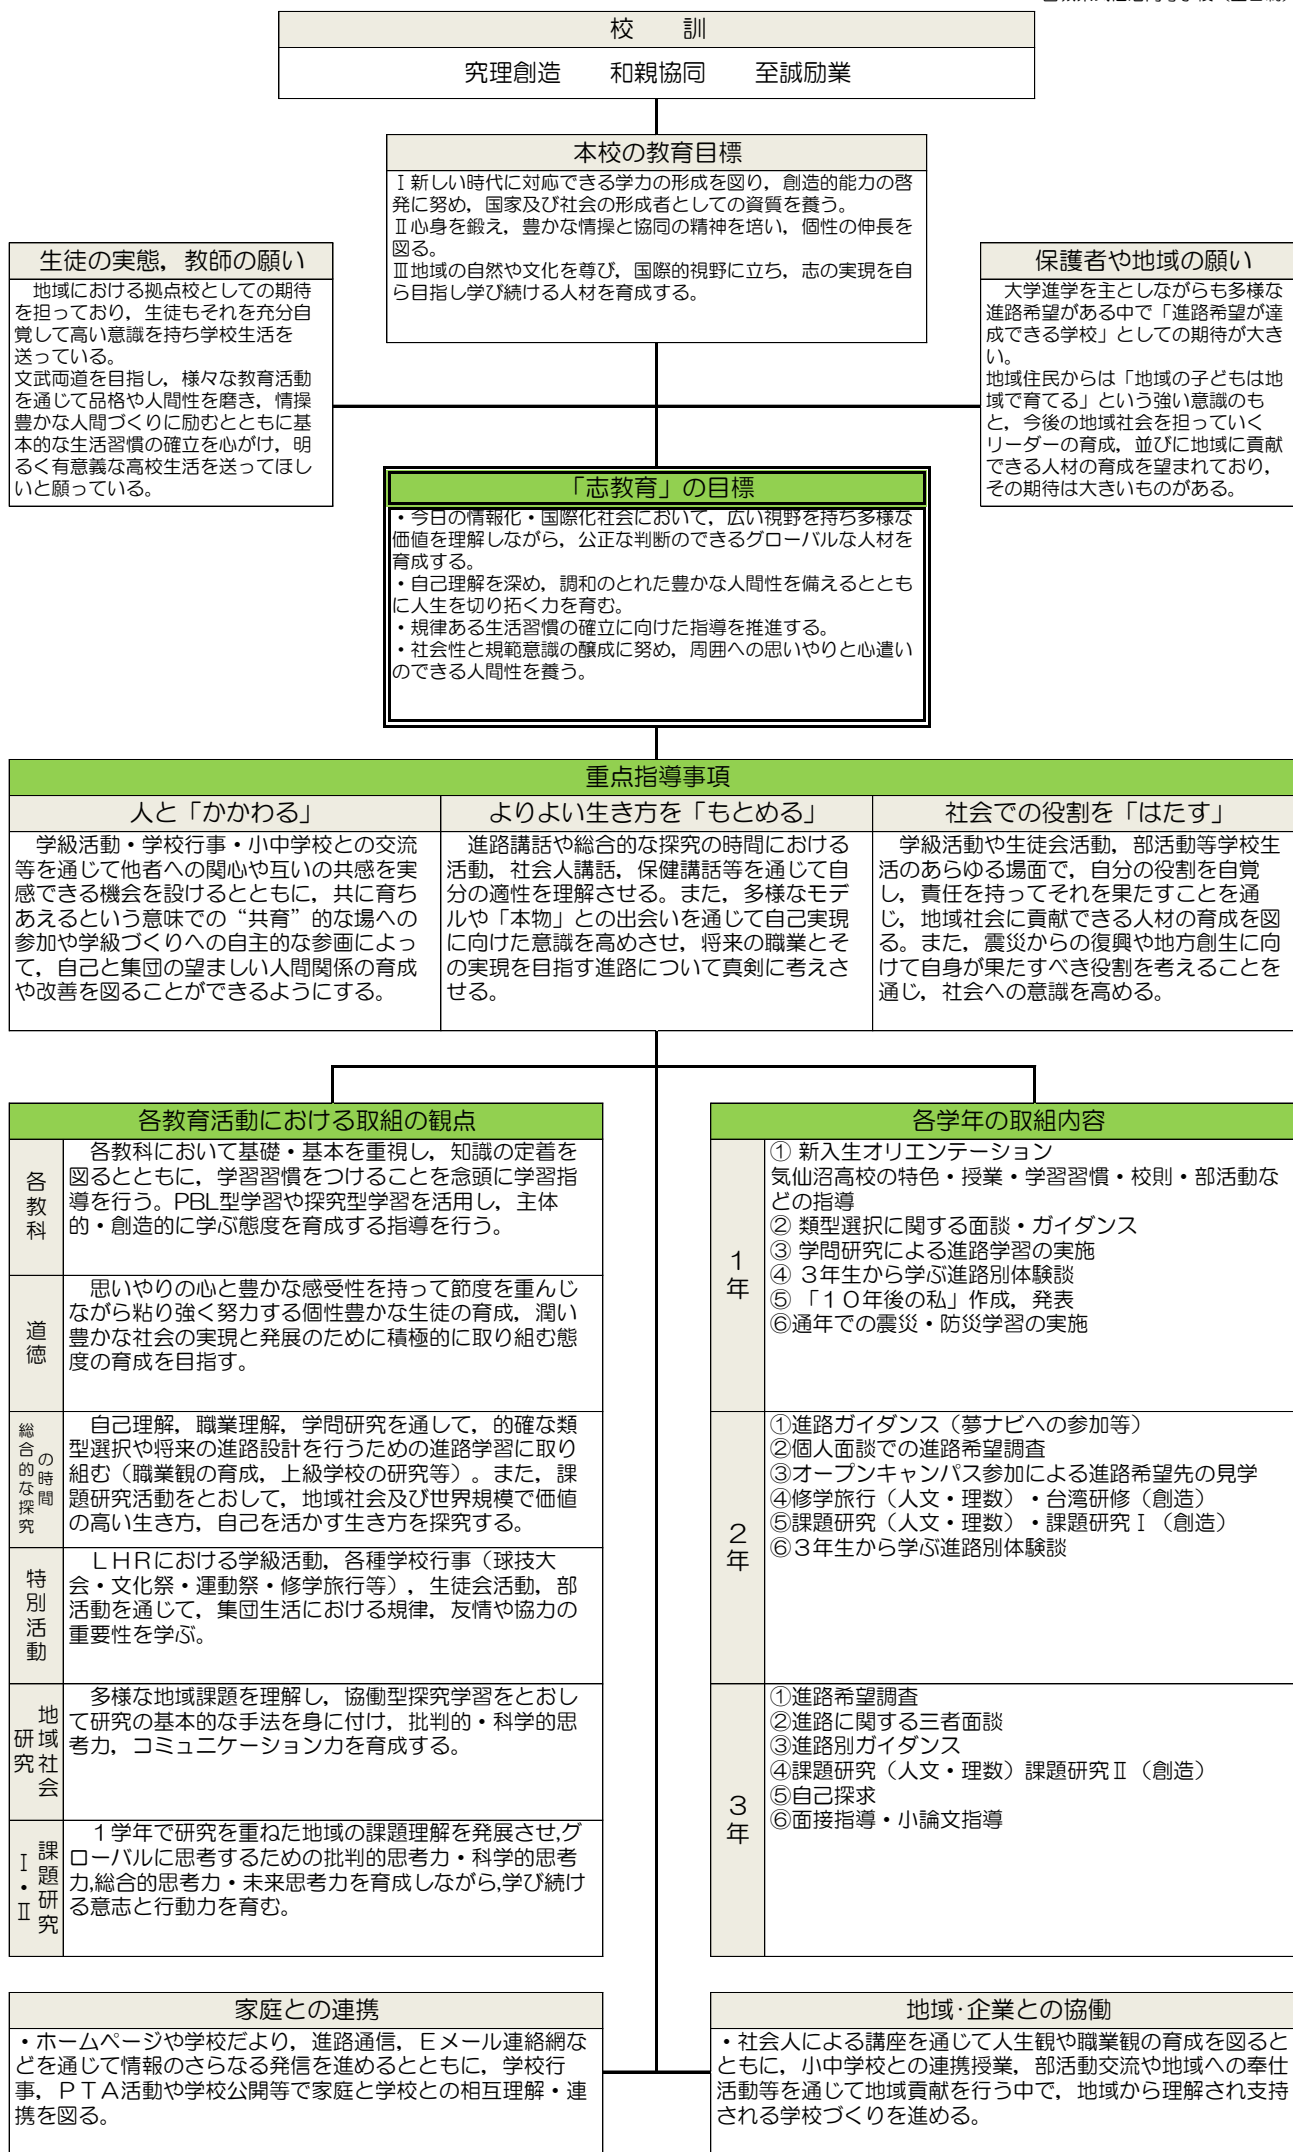 校　訓
究理創造　和親協同　至誠励業
本校の教育目標
Ⅰ新しい時代に対応できる学力の形成を図り，創造的能力の啓
発に努め，国家及び社会の形成者としての資質を養う。
Ⅱ心身を鍛え，豊かな情操と協同の精神を培い，個性の伸長を
図る。
Ⅲ地域の自然や文化を尊び，国際的視野に立ち，志の実現を自
ら目指し学び続ける人材を育成する。
生徒の実態，教師の願い
地域における拠点校としての期待
を担っており，生徒もそれを充分自
覚して高い意識を持ち学校生活を
送っている。
文武両道を目指し，様々な教育活動
を通じて品格や人間性を磨き，情操
豊かな人間づくりに励むとともに基
本的な生活習慣の確立を心がけ，明
るく有意義な高校生活を送ってほし
いと願っている。
保護者や地域の願い
大学進学を主としながらも多様な
進路希望がある中で「進路希望が達
成できる学校」としての期待が大き
い。
地域住民からは「地域の子どもは地
域で育てる」という強い意識のも
と，今後の地域社会を担っていく
リーダーの育成，並びに地域に貢献
できる人材の育成を望まれており，
その期待は大きいものがある。
「志教育」の目標
・今日の情報化・国際化社会において，広い視野を持ち多様な
価値を理解しながら，公正な判断のできるグローバルな人材を
育成する。
・自己理解を深め，調和のとれた豊かな人間性を備えるととも
に人生を切り拓く力を育む。
・規律ある生活習慣の確立に向けた指導を推進する。
・社会性と規範意識の醸成に努め，周囲への思いやりと心遣い
のできる人間性を養う。
重点指導事項
人と「かかわる」
学級活動・学校行事・小中学校との交流
等を通じて他者への関心や互いの共感を実
感できる機会を設けるとともに，共に育ち
あえるという意味での“共育”的な場への
参加や学級づくりへの自主的な参画によっ
て，自己と集団の望ましい人間関係の育成
や改善を図ることができるようにする。
よりよい生き方を「もとめる」
進路講話や総合的な探究の時間における
活動，社会人講話，保健講話等を通じて自
分の適性を理解させる。また，多様なモデ
ルや「本物」との出会いを通じて自己実現
に向けた意識を高めさせ，将来の職業とそ
の実現を目指す進路について真剣に考えさ
せる。
社会での役割を「はたす」
学級活動や生徒会活動，部活動等学校生
活のあらゆる場面で，自分の役割を自覚
し，責任を持ってそれを果たすことを通
じ，地域社会に貢献できる人材の育成を図
る。また，震災からの復興や地方創生に向
けて自身が果たすべき役割を考えることを
通じ，社会への意識を高める。
各教育活動における取組の観点
各教科
各教科において基礎・基本を重視し，知識の定着を
図るとともに，学習習慣をつけることを念頭に学習指
導を行う。PBL型学習や探究型学習を活用し，主体
的・創造的に学ぶ態度を育成する指導を行う。
道徳
思いやりの心と豊かな感受性を持って節度を重んじ
ながら粘り強く努力する個性豊かな生徒の育成，潤い
豊かな社会の実現と発展のために積極的に取り組む態
度の育成を目指す。
総合的な探究
の時間
自己理解，職業理解，学問研究を通して，的確な類
型選択や将来の進路設計を行うための進路学習に取り
組む（職業観の育成，上級学校の研究等）。また，課
題研究活動をとおして，地域社会及び世界規模で価値
の高い生き方，自己を活かす生き方を探究する。
特別活動
ＬＨＲにおける学級活動，各種学校行事（球技大
会・文化祭・運動祭・修学旅行等），生徒会活動，部
活動を通じて，集団生活における規律，友情や協力の
重要性を学ぶ。
地域社会
研究
多様な地域課題を理解し，協働型探究学習をとおし
て研究の基本的な手法を身に付け，批判的・科学的思
考力，コミュニケーション力を育成する。
課題研究
Ⅰ・Ⅱ
１学年で研究を重ねた地域の課題理解を発展させ,グ
ローバルに思考するための批判的思考力・科学的思考
力,総合的思考力・未来思考力を育成しながら,学び続け
る意志と行動力を育む。
各学年の取組内容
１年
① 新入生オリエンテーション
気仙沼高校の特色・授業・学習習慣・校則・部活動な
どの指導
② 類型選択に関する面談・ガイダンス
③ 学問研究による進路学習の実施
④ ３年生から学ぶ進路別体験談
⑤ 「１０年後の私」作成，発表
⑥通年での震災・防災学習の実施
２年
①進路ガイダンス（夢ナビへの参加等）
②個人面談での進路希望調査
③オープンキャンパス参加による進路希望先の見学
④修学旅行（人文・理数）・台湾研修（創造）
⑤課題研究（人文・理数）・課題研究Ⅰ（創造）
⑥３年生から学ぶ進路別体験談
３年
①進路希望調査
②進路に関する三者面談
③進路別ガイダンス
④課題研究（人文・理数）課題研究Ⅱ（創造）
⑤自己探求
⑥面接指導・小論文指導
家庭との連携
・ホームページや学校だより，進路通信，Ｅメール連絡網な
どを通じて情報のさらなる発信を進めるとともに，学校行
事，ＰＴＡ活動や学校公開等で家庭と学校との相互理解・連
携を図る。
地域･企業との協働
・社会人による講座を通じて人生観や職業観の育成を図ると
ともに，小中学校との連携授業，部活動交流や地域への奉仕
活動等を通じて地域貢献を行う中で，地域から理解され支持
される学校づくりを進める。